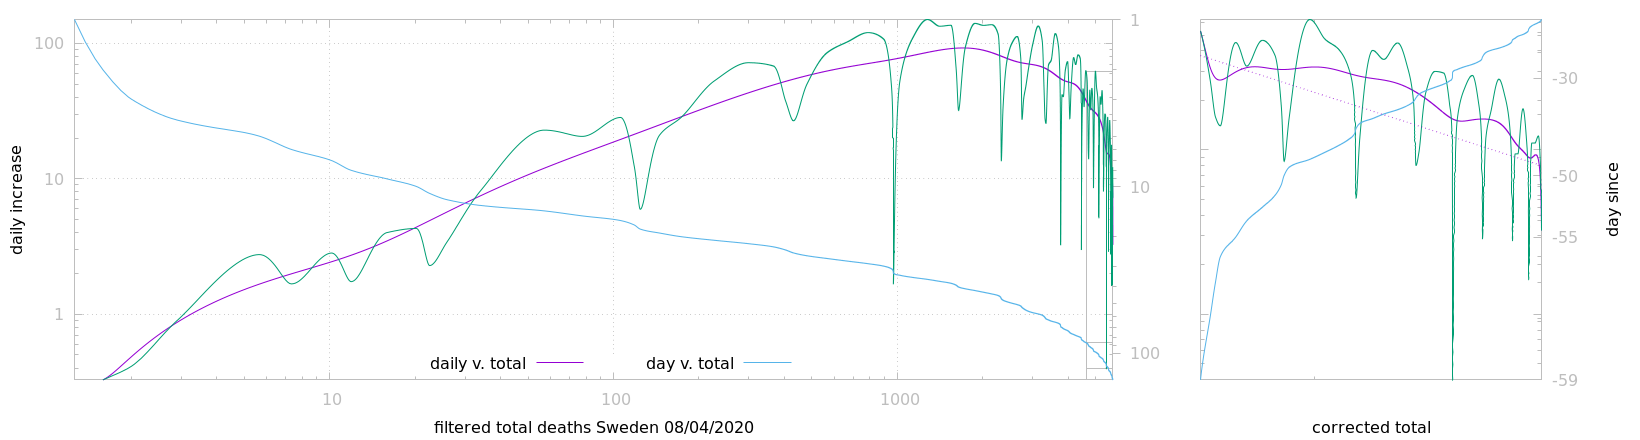 100
10
1
daily increase
daily v. total
day v. total
10
100
1000
filtered total deaths Sweden 08/04/2020
1
10
100
-30
-50
-55
-59
day since
corrected total